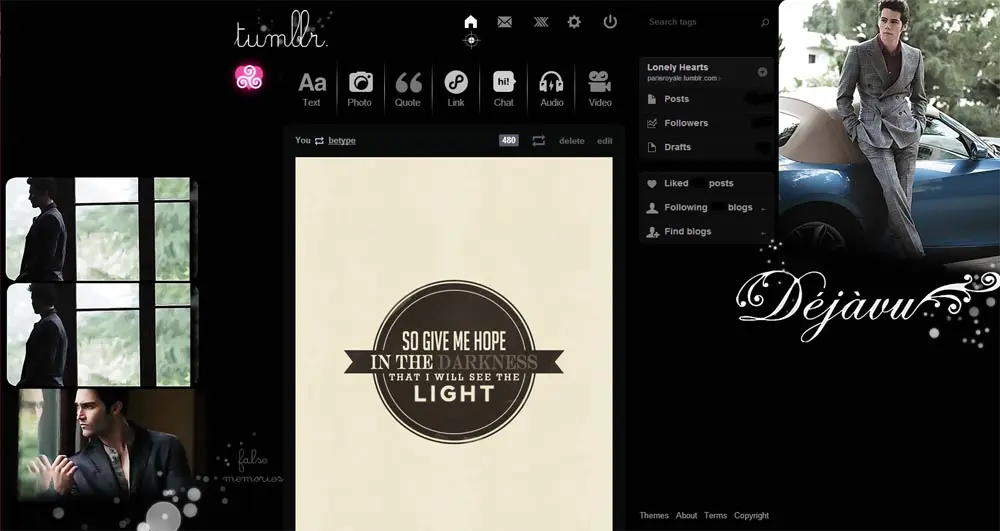 tumblr.
Search tags
Aa
hi!
Text
Photo
Quote
Link
Chat
Audio
Video
Lonely Hearts
parisroyale.tumblr.com
Posts
Followers
Drafts
Liked posts
Following blogs
Find blogs
You betype
480
delete
edit
SO GIVE ME HOPE
IN THE DARKNESS
THAT I WILL SEE THE
LIGHT
Déjàvu
false
memories
Themes About Terms Copyright